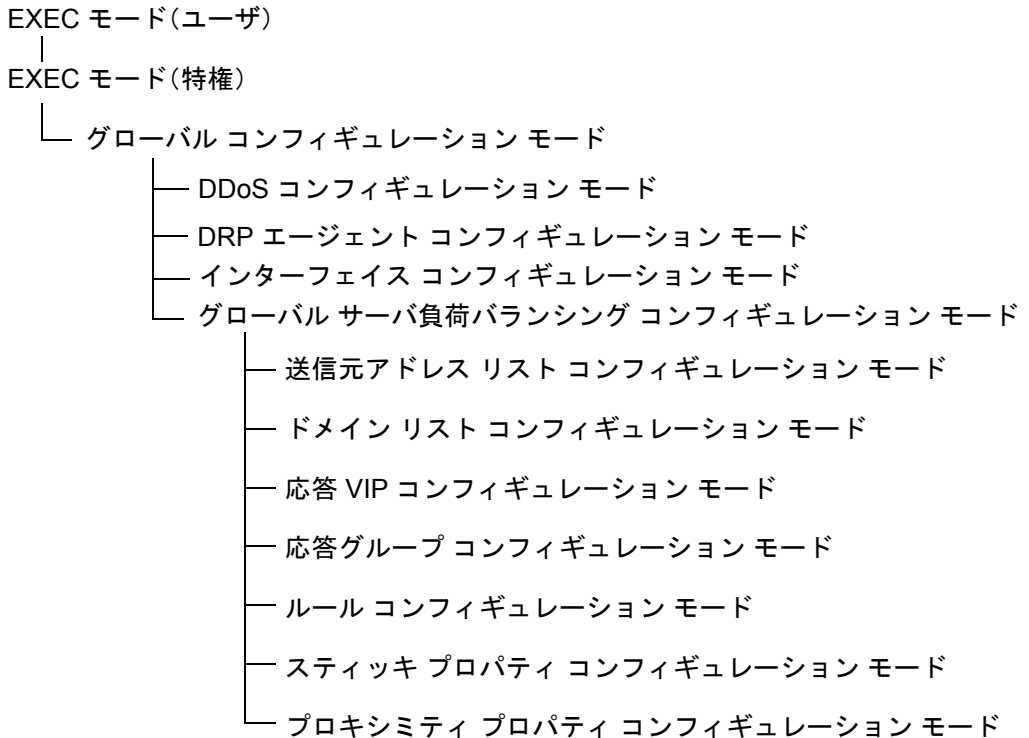 EXEC モード（ユーザ）
EXEC モード（特権）
グローバル コンフィギュレーション モード
DDoS コンフィギュレーション モード
DRP エージェント コンフィギュレーション モード
インターフェイス コンフィギュレーション モード
グローバル サーバ負荷バランシング コンフィギュレーション モード
送信元アドレス リスト コンフィギュレーション モード
ドメイン リスト コンフィギュレーション モード
応答 VIP コンフィギュレーション モード
応答グループ コンフィギュレーション モード
ルール コンフィギュレーション モード
スティッキ プロパティ コンフィギュレーション モード
プロキシミティ プロパティ コンフィギュレーション モード